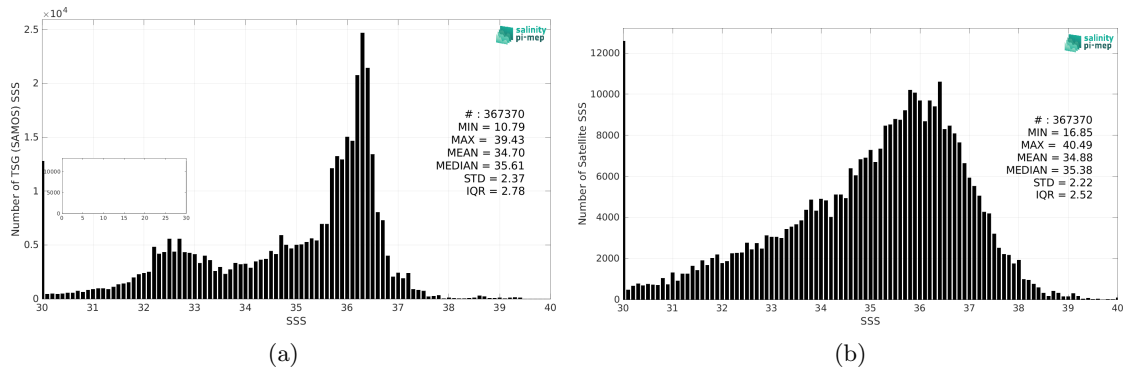 ×10⁴
2.5
2
1.5
1
0.5
0
Number of TSG (SAMOS) SSS
30 31 32 33 34 35 36 37 38 39 40
SSS
10000
5000
0
0 5 10 15 20 25 30
salinity
pi-mep
# : 367370
MIN = 10.79
MAX = 39.43
MEAN = 34.70
MEDIAN = 35.61
STD = 2.37
IQR = 2.78
(a)
12000
10000
8000
6000
4000
2000
0
Number of Satellite SSS
30 31 32 33 34 35 36 37 38 39 40
SSS
salinity
pi-mep
# : 367370
MIN = 16.85
MAX = 40.49
MEAN = 34.88
MEDIAN = 35.38
STD = 2.22
IQR = 2.52
(b)